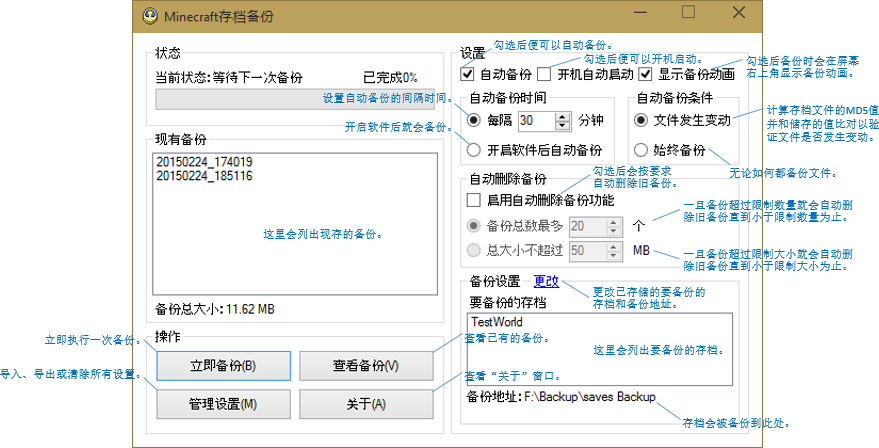 Minecraft存档备份
状态
当前状态:等待下一次备份 已完成0%
现有备份
20150224_174019
20150224_185116
这里会列出现存的备份。
备份总大小:11.62 MB
操作
立即执行一次备份。
立即备份(B)
查看备份(V)
查看已有的备份。
导入、导出或清除所有设置。
管理设置(M)
关于(A)
查看“关于”窗口。
设置
勾选后便可以自动备份。
勾选后便可以开机启动。
勾选后备份时会在屏幕
右上角显示备份动画。
自动备份
开机自动启动
显示备份动画
自动备份时间
设置自动备份的间隔时间。
每隔 30 分钟
开启软件后就会备份。
开启软件后自动备份
自动备份条件
文件发生变动
计算存档文件的MD5值
并和储存的值比对以验
证文件是否发生变动。
始终备份
无论如何都备份文件。
自动删除备份
勾选后会按要求
自动删除旧备份。
启用自动删除备份功能
备份总数最多 20 个
一旦备份超过限制数量就会自动删
除旧备份直到小于限制数量为止。
总大小不超过 50 MB
一旦备份超过限制大小就会自动删
除旧备份直到小于限制大小为止。
备份设置 更改
更改已存储的要备份的
存档和备份地址。
要备份的存档
TestWorld
这里会列出要备份的存档。
备份地址:F:\Backup\saves Backup
存档会被备份到此处。